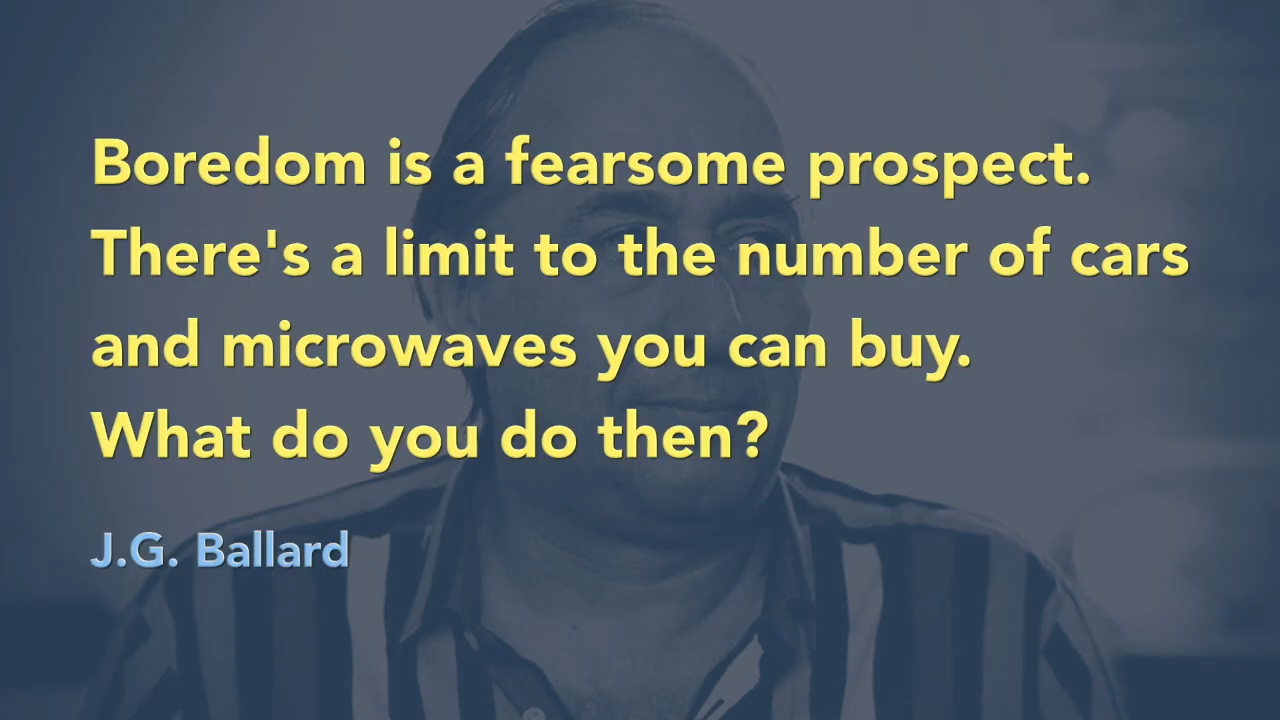 Boredom is a fearsome prospect.
There's a limit to the number of cars
and microwaves you can buy.
What do you do then?
J.G. Ballard